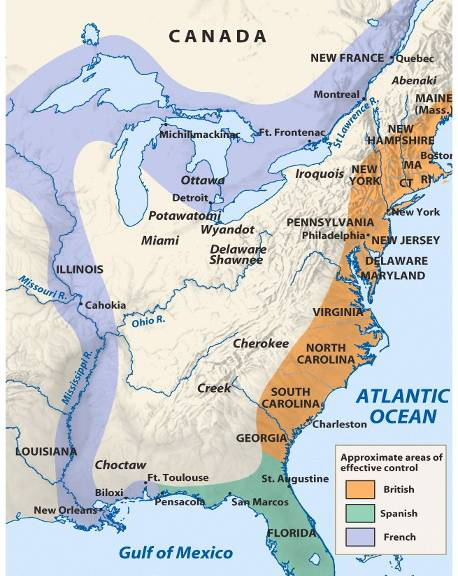 CANADA
NEW FRANCE
Quebec
Abenaki
Montreal
MAINE
(Mass.)
St Lawrence R.
Michilimackinac
Ft. Frontenac
NEW
HAMPSHIRE
Boston
MA
Ottawa
Iroquois
NEW
YORK
CT
RI
Detroit
Potawatomi
New York
Wyandot
PENNSYLVANIA
Miami
Philadelphia
NEW JERSEY
Delaware
Shawnee
DELAWARE
ILLINOIS
MARYLAND
Missouri R.
Cahokia
VIRGINIA
Ohio R.
Cherokee
NORTH
CAROLINA
Mississippi R.
Creek
SOUTH
CAROLINA
ATLANTIC
OCEAN
Charleston
GEORGIA
LOUISIANA
Choctaw
Ft. Toulouse
St. Augustine
Biloxi
Pensacola
San Marcos
New Orleans
FLORIDA
Gulf of Mexico
Approximate areas of
effective control
British
Spanish
French